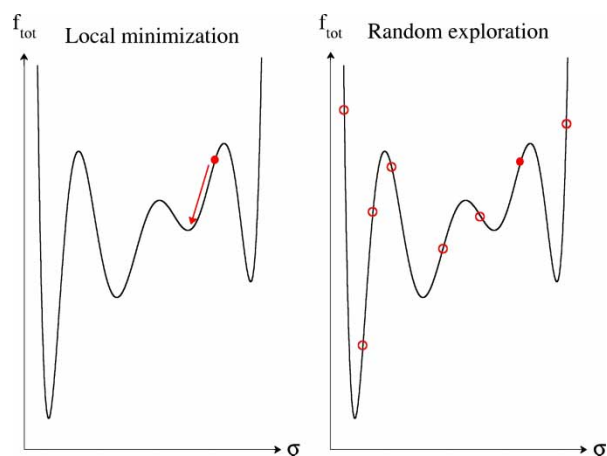 f_tot Local minimization
f_tot Random exploration
σ
σ